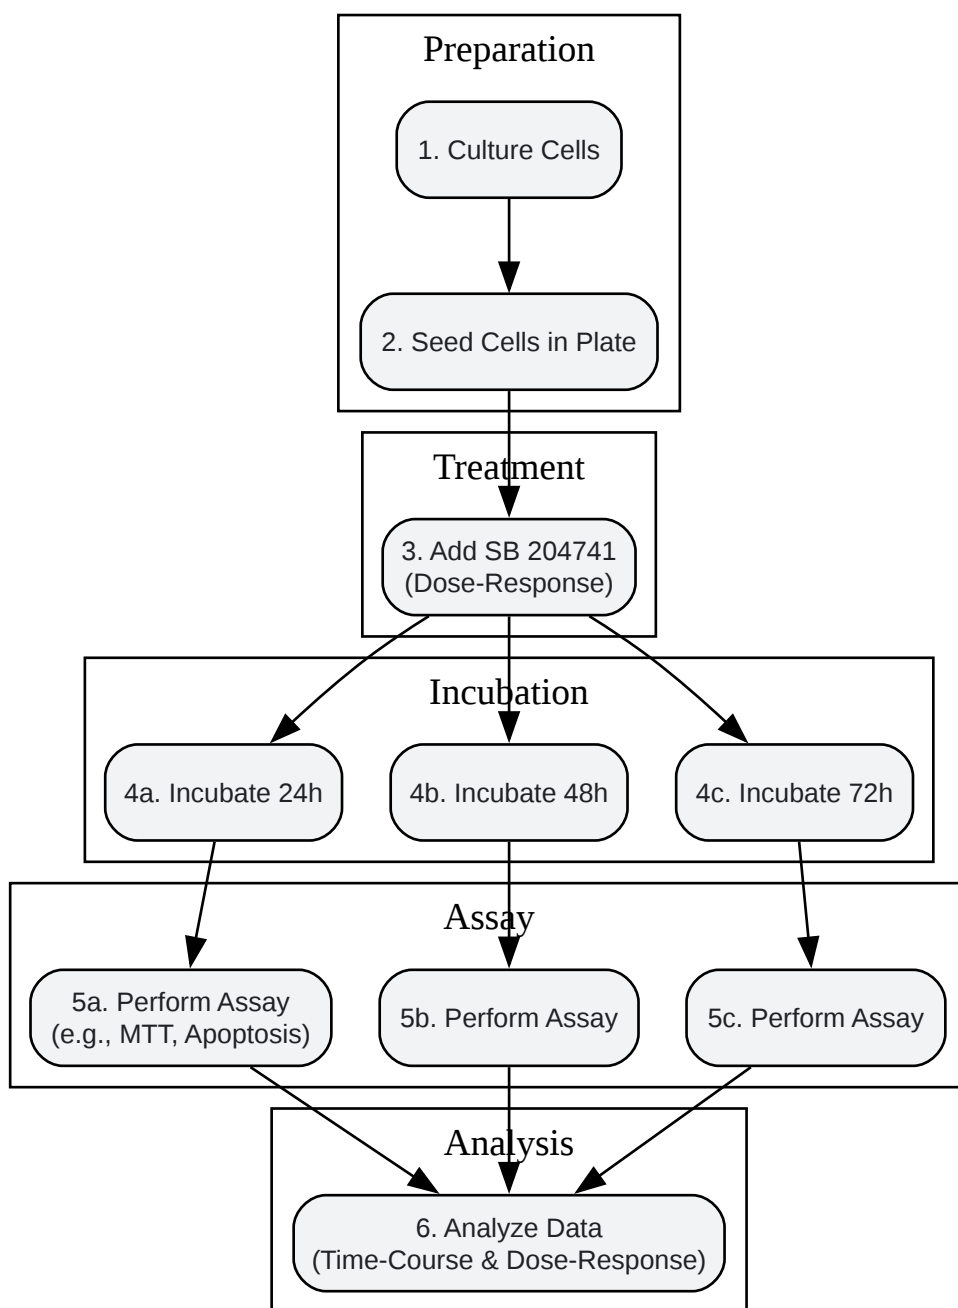 Preparation
1. Culture Cells
2. Seed Cells in Plate
Treatment
3. Add SB 204741
(Dose-Response)
Incubation
4a. Incubate 24h
4b. Incubate 48h
4c. Incubate 72h
Assay
5a. Perform Assay
(e.g., MTT, Apoptosis)
5b. Perform Assay
5c. Perform Assay
Analysis
6. Analyze Data
(Time-Course & Dose-Response)